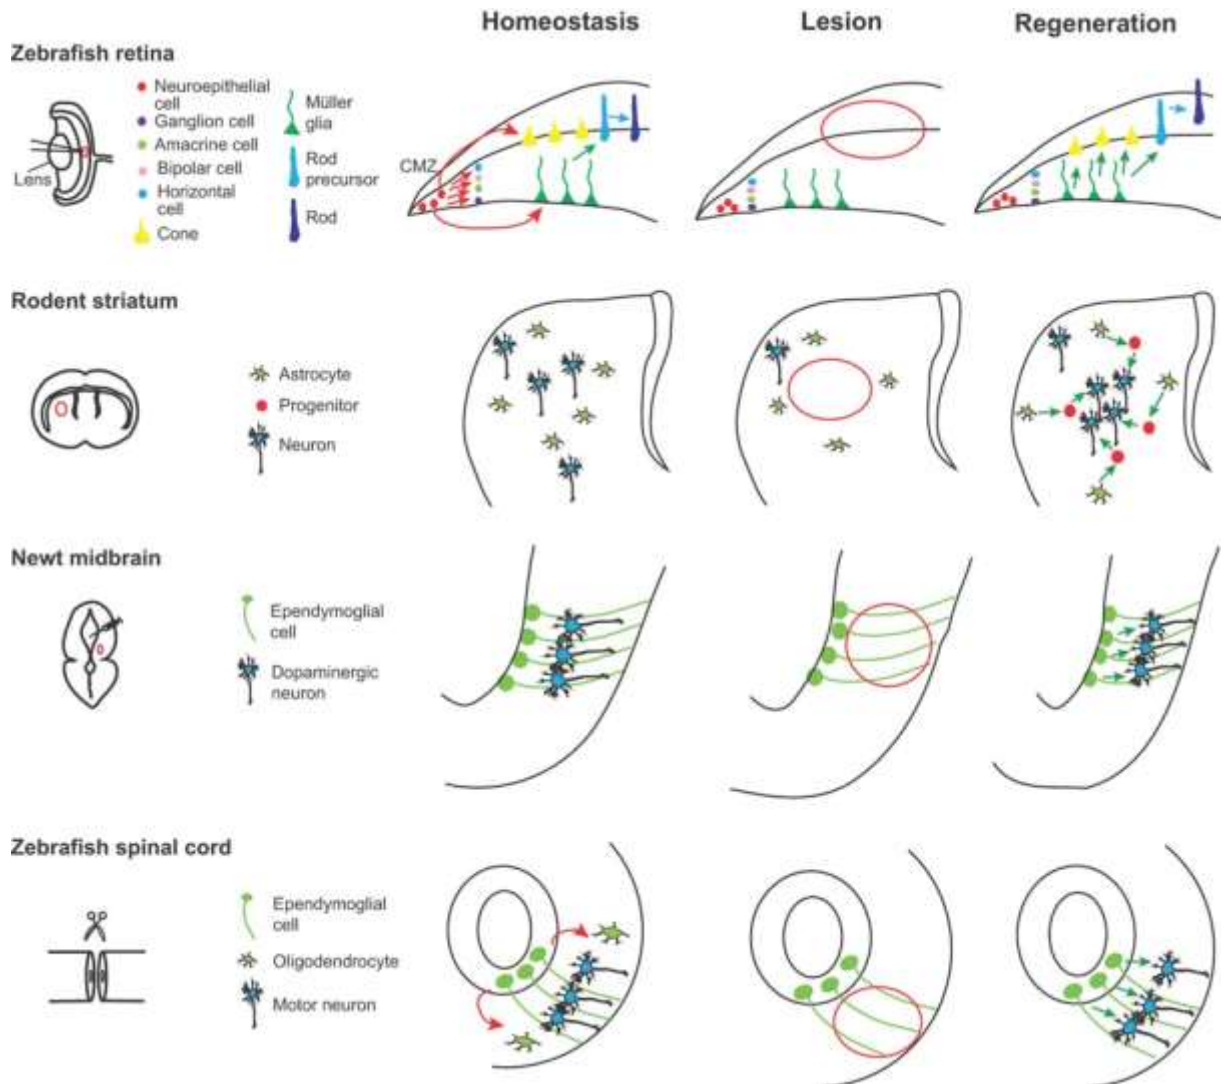 Homeostasis
Lesion
Regeneration
Zebrafish retina
Lens
Neuroepithelial
cell
Ganglion cell
Amacrine cell
Bipolar cell
Horizontal
cell
Cone
Müller
glia
Rod
precursor
Rod
CMZ
Rodent striatum
Astrocyte
Progenitor
Neuron
Newt midbrain
Ependymoglial
cell
Dopaminergic
neuron
Zebrafish spinal cord
Ependymoglial
cell
Oligodendrocyte
Motor neuron